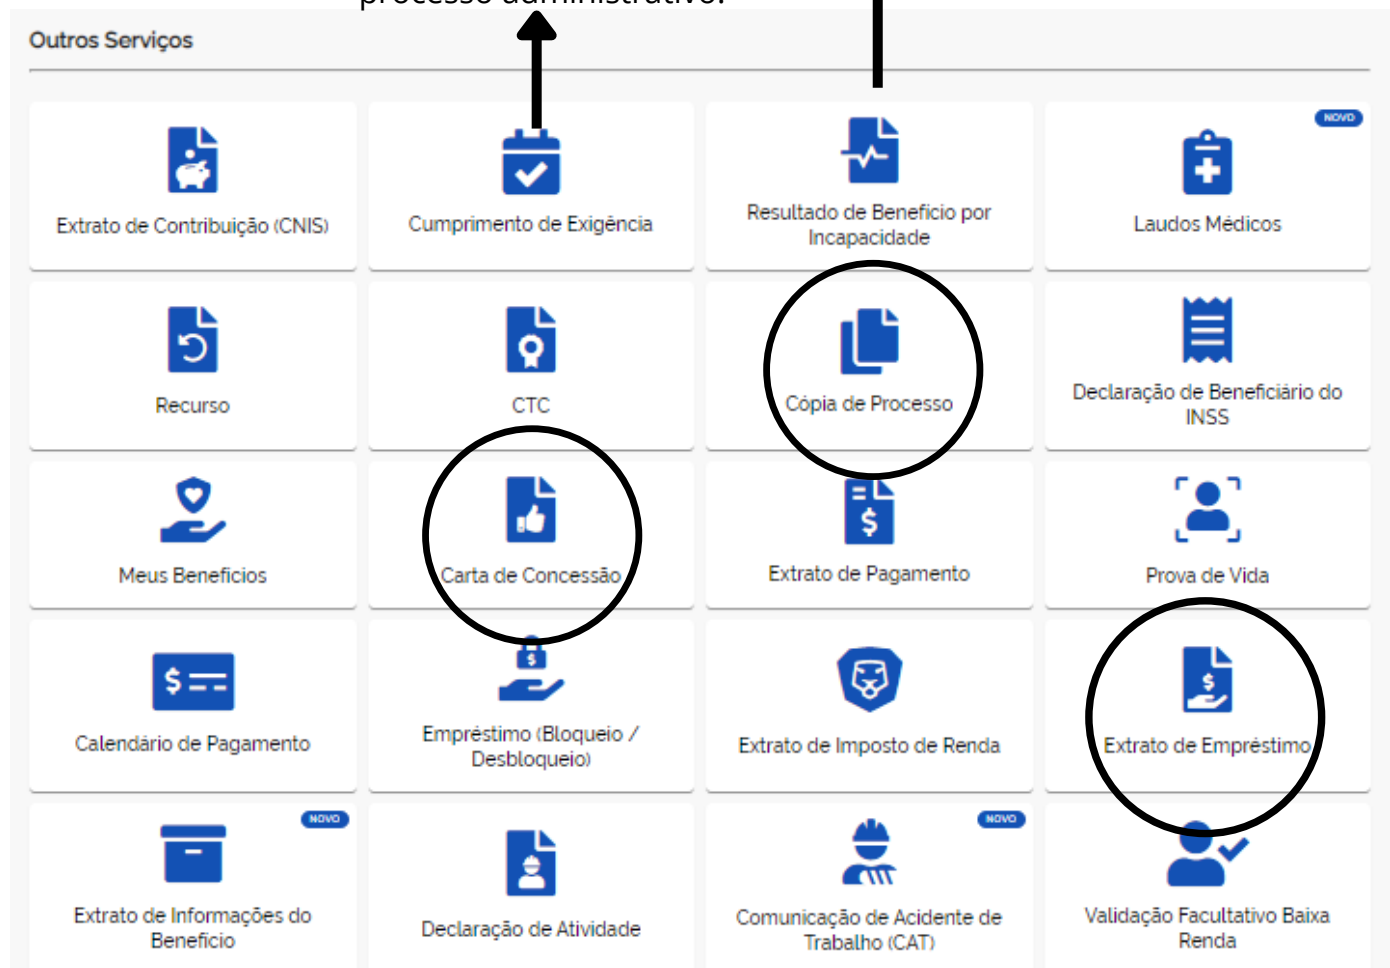 processo administrativo.
Outros Serviços
NOVO
Extrato de Contribuição (CNIS)
Cumprimento de Exigência
Resultado de Benefício por
Incapacidade
Laudos Médicos
Recurso
CTC
Cópia de Processo
Declaração de Beneficiário do
INSS
Meus Benefícios
Carta de Concessão
Extrato de Pagamento
Prova de Vida
Calendário de Pagamento
Empréstimo (Bloqueio /
Desbloqueio)
Extrato de Imposto de Renda
Extrato de Empréstimo
NOVO
NOVO
Extrato de Informações do
Benefício
Declaração de Atividade
Comunicação de Acidente de
Trabalho (CAT)
Validação Facultativo Baixa
Renda